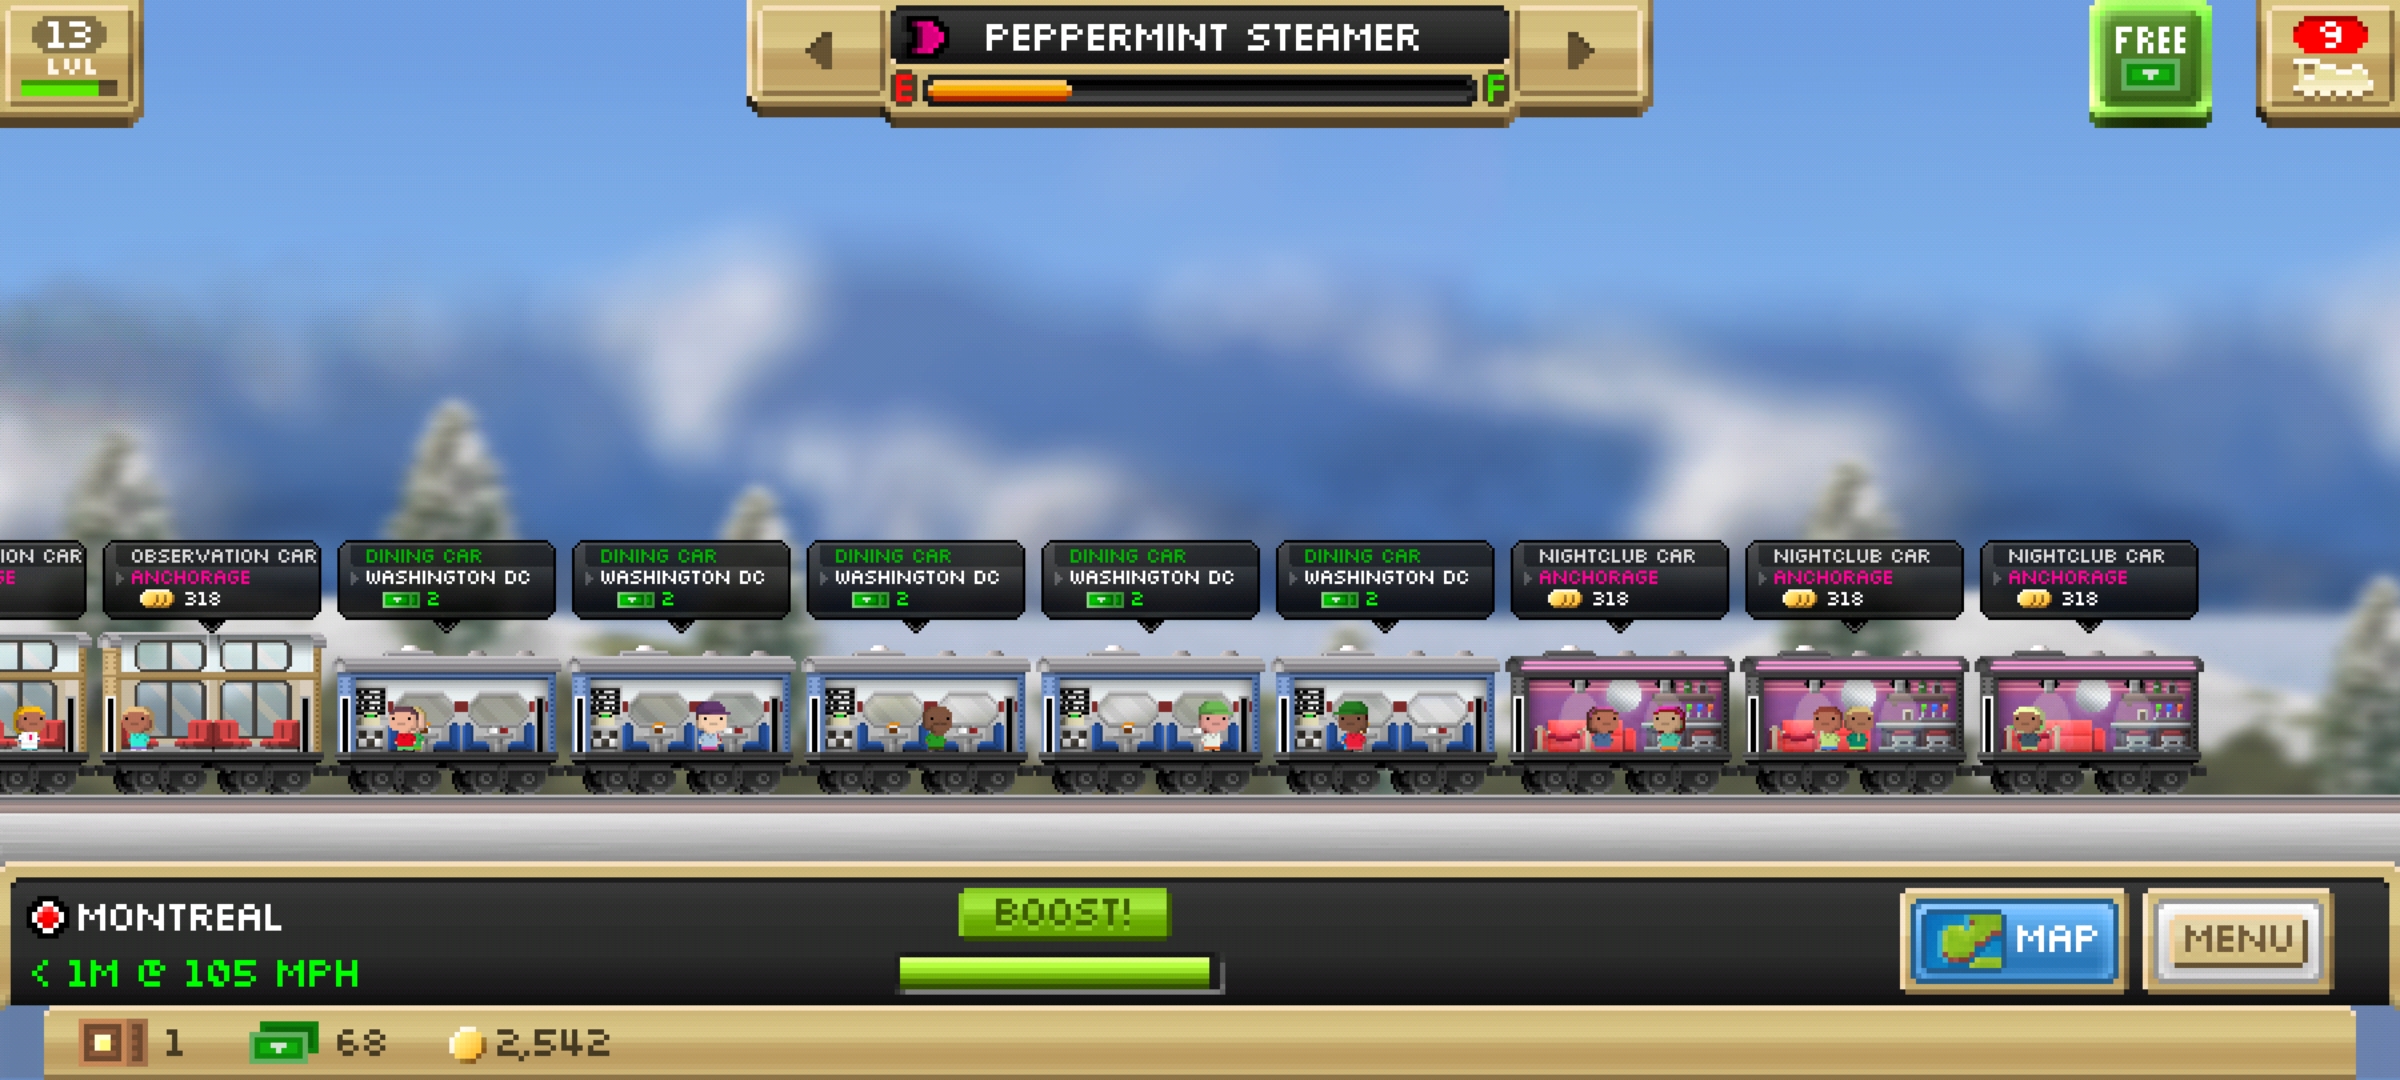 13
LVL
PEPPERMINT STEAMER
E F
FREE
9
ION CAR
OBSERVATION CAR
ANCHORAGE
318
DINING CAR
WASHINGTON DC
2
DINING CAR
WASHINGTON DC
2
DINING CAR
WASHINGTON DC
2
DINING CAR
WASHINGTON DC
2
DINING CAR
WASHINGTON DC
2
NIGHTCLUB CAR
ANCHORAGE
318
NIGHTCLUB CAR
ANCHORAGE
318
NIGHTCLUB CAR
ANCHORAGE
318
MONTREAL
< 1M @ 105 MPH
BOOST!
MAP
MENU
1
68
2,542